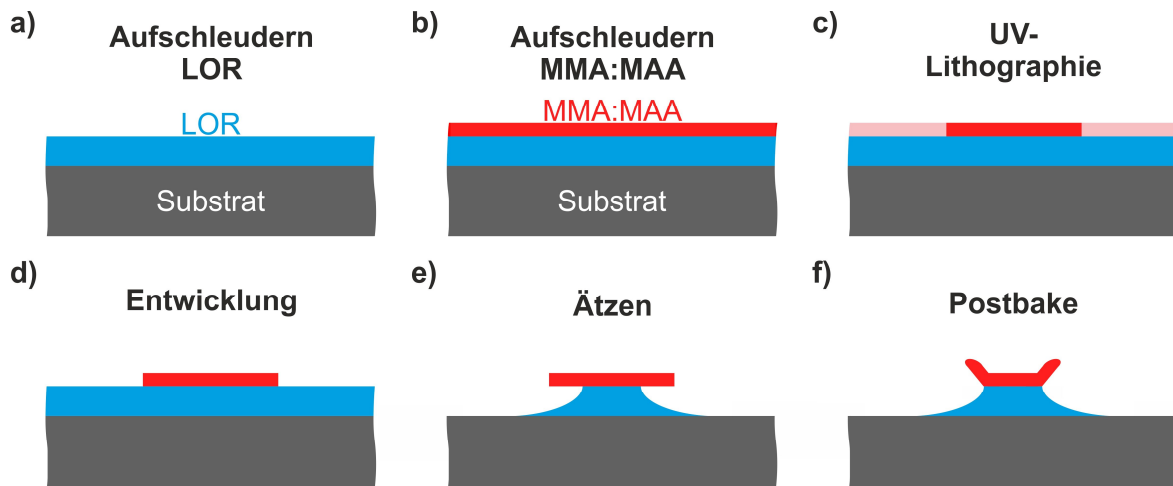 a)
Aufschleudern
LOR
LOR
Substrat
b)
Aufschleudern
MMA:MAA
MMA:MAA
Substrat
c)
UV-
Lithographie
d)
Entwicklung
e)
Ätzen
f)
Postbake